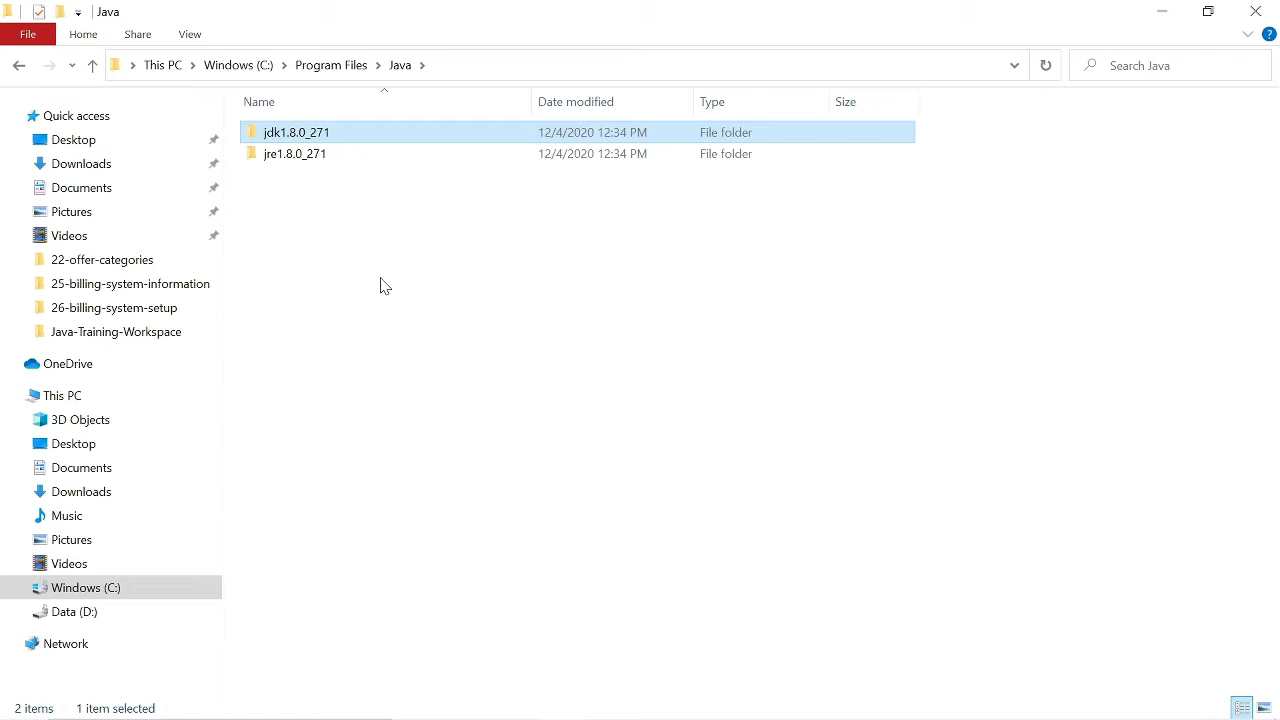 Java
File Home Share View
This PC Windows (C:) Program Files Java
Search Java
Name Date modified Type Size
jdk1.8.0_271 12/4/2020 12:34 PM File folder
jre1.8.0_271 12/4/2020 12:34 PM File folder
Quick access
Desktop
Downloads
Documents
Pictures
Videos
22-offer-categories
25-billing-system-information
26-billing-system-setup
Java-Training-Workspace
OneDrive
This PC
3D Objects
Desktop
Documents
Downloads
Music
Pictures
Videos
Windows (C:)
Data (D:)
Network
2 items 1 item selected